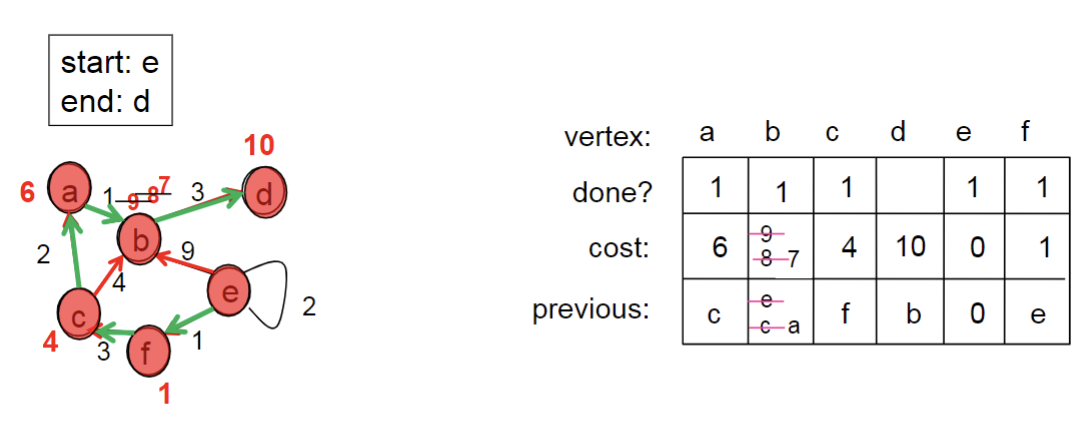 start: e
end: d
10
6
a
1
9 8 7
3
d
b
9
2
4
e
2
c
4
3
f
1
1
vertex: a b c d e f
done? 1 1 1 1 1
cost: 6 9 8 7 4 10 0 1
previous: c e c a f b 0 e